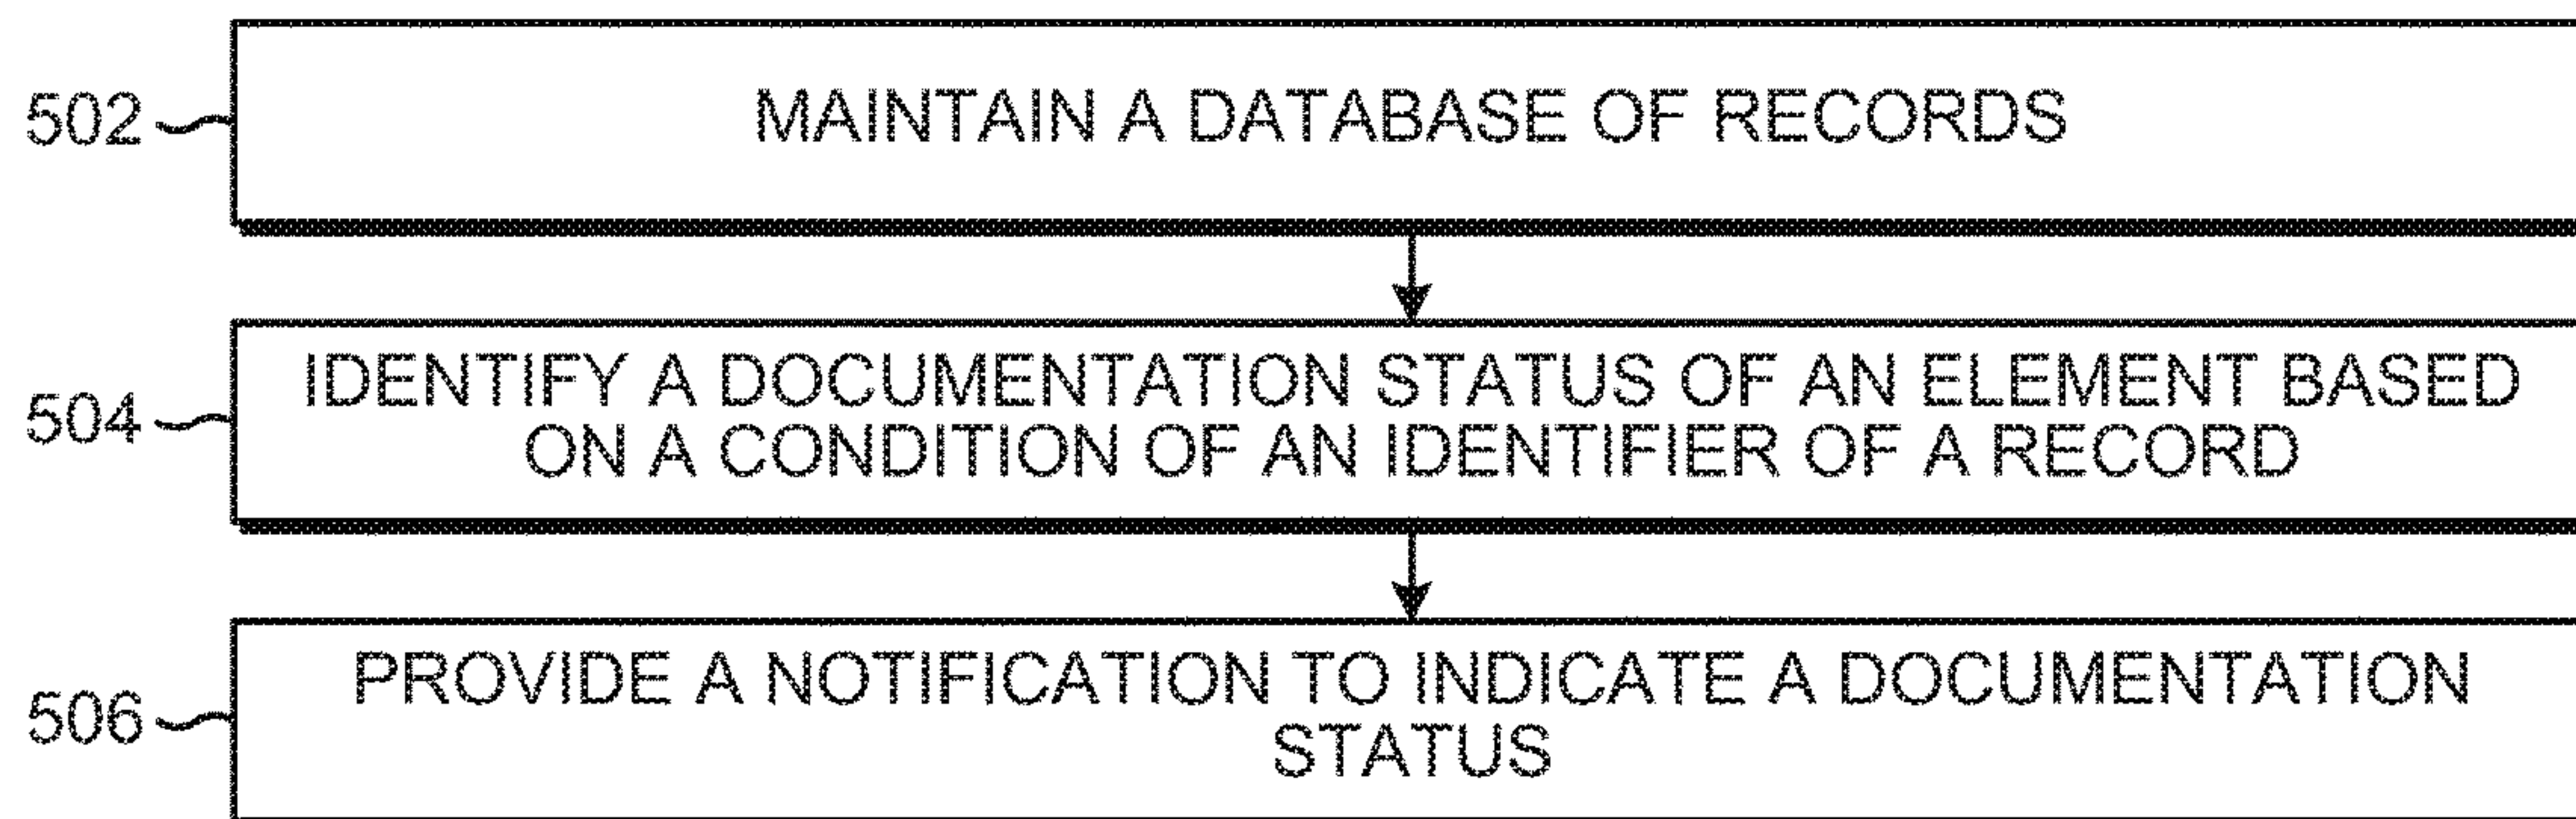 502
MAINTAIN A DATABASE OF RECORDS
504
IDENTIFY A DOCUMENTATION STATUS OF AN ELEMENT BASED
ON A CONDITION OF AN IDENTIFIER OF A RECORD
506
PROVIDE A NOTIFICATION TO INDICATE A DOCUMENTATION
STATUS